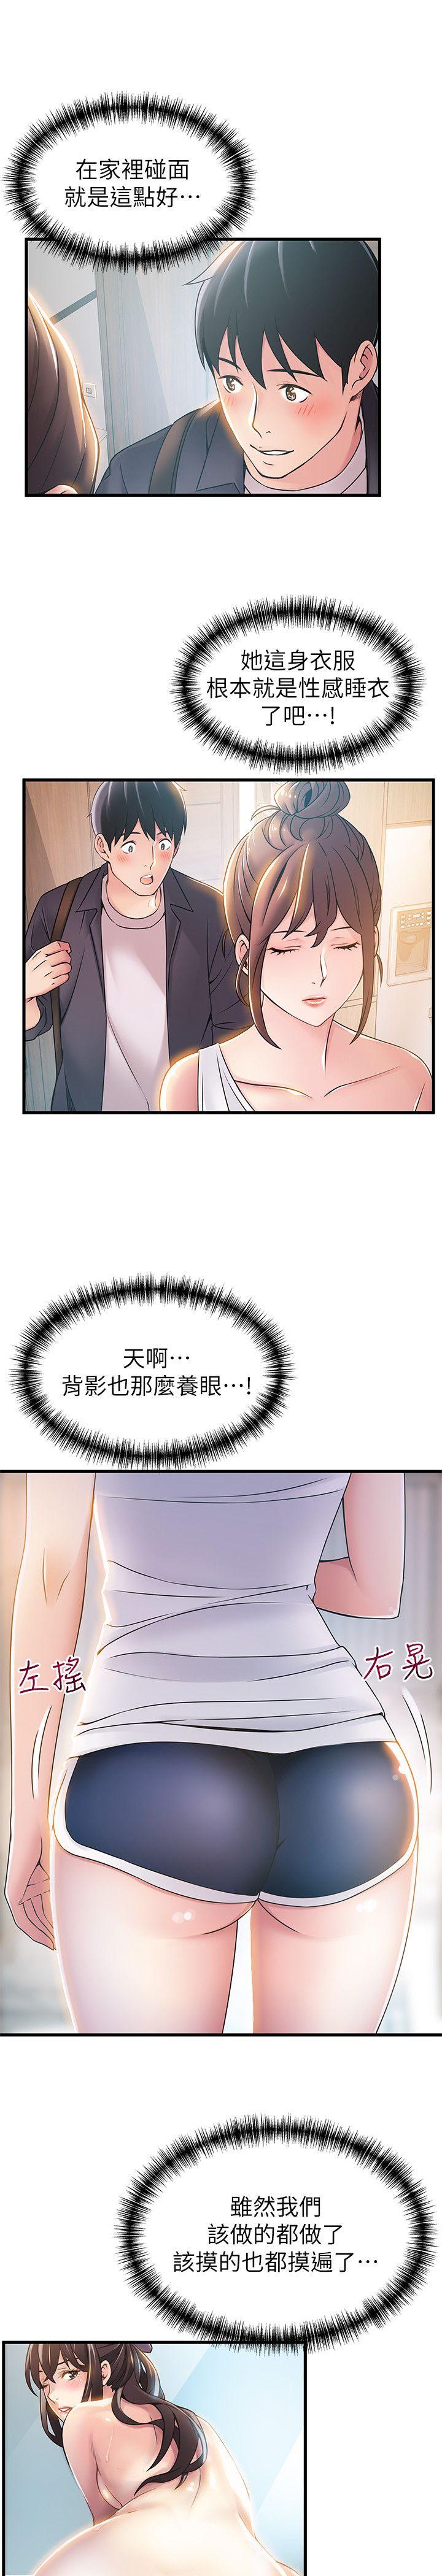 在家裡碰面
就是這點好…
她這身衣服
根本就是性感睡衣
了吧…!
天啊…
背影也那麼養眼…!
左搖
右晃
雖然我們
該做的都做了
該摸的也都摸遍了…